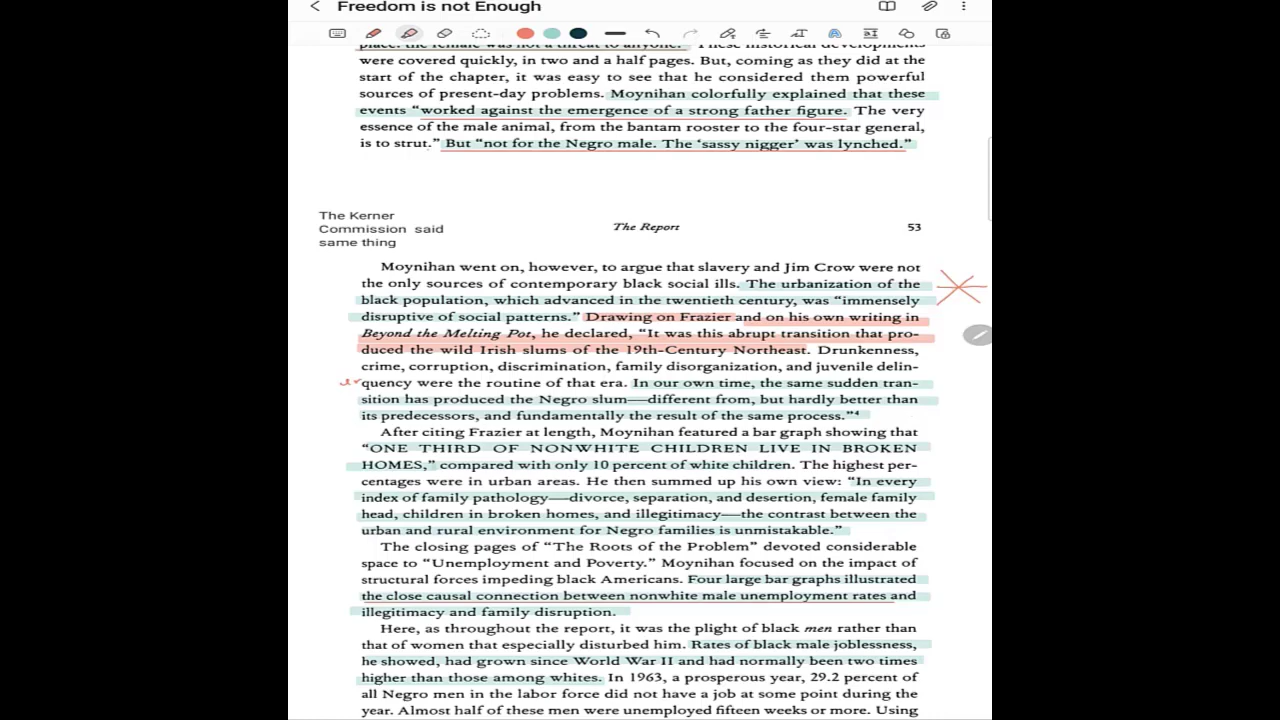 Freedom is not Enough
place: the female was not a threat to anyone." These historical developments
were covered quickly, in two and a half pages. But, coming as they did at the
start of the chapter, it was easy to see that he considered them powerful
sources of present-day problems. Moynihan colorfully explained that these
events "worked against the emergence of a strong father figure. The very
essence of the male animal, from the bantam rooster to the four-star general,
is to strut." But "not for the Negro male. The 'sassy nigger' was lynched."
The Kerner
Commission said
same thing
The Report 53
Moynihan went on, however, to argue that slavery and Jim Crow were not
the only sources of contemporary black social ills. The urbanization of the
black population, which advanced in the twentieth century, was "immensely
disruptive of social patterns." Drawing on Frazier and on his own writing in
Beyond the Melting Pot, he declared, "It was this abrupt transition that pro-
duced the wild Irish slums of the 19th-Century Northeast. Drunkenness,
crime, corruption, discrimination, family disorganization, and juvenile delin-
quency were the routine of that era. In our own time, the same sudden tran-
sition has produced the Negro slum—different from, but hardly better than
its predecessors, and fundamentally the result of the same process."4
After citing Frazier at length, Moynihan featured a bar graph showing that
"ONE THIRD OF NONWHITE CHILDREN LIVE IN BROKEN
HOMES," compared with only 10 percent of white children. The highest per-
centages were in urban areas. He then summed up his own view: "In every
index of family pathology—divorce, separation, and desertion, female family
head, children in broken homes, and illegitimacy—the contrast between the
urban and rural environment for Negro families is unmistakable."
The closing pages of "The Roots of the Problem" devoted considerable
space to "Unemployment and Poverty." Moynihan focused on the impact of
structural forces impeding black Americans. Four large bar graphs illustrated
the close causal connection between nonwhite male unemployment rates and
illegitimacy and family disruption.
Here, as throughout the report, it was the plight of black men rather than
that of women that especially disturbed him. Rates of black male joblessness,
he showed, had grown since World War II and had normally been two times
higher than those among whites. In 1963, a prosperous year, 29.2 percent of
all Negro men in the labor force did not have a job at some point during the
year. Almost half of these men were unemployed fifteen weeks or more. Using